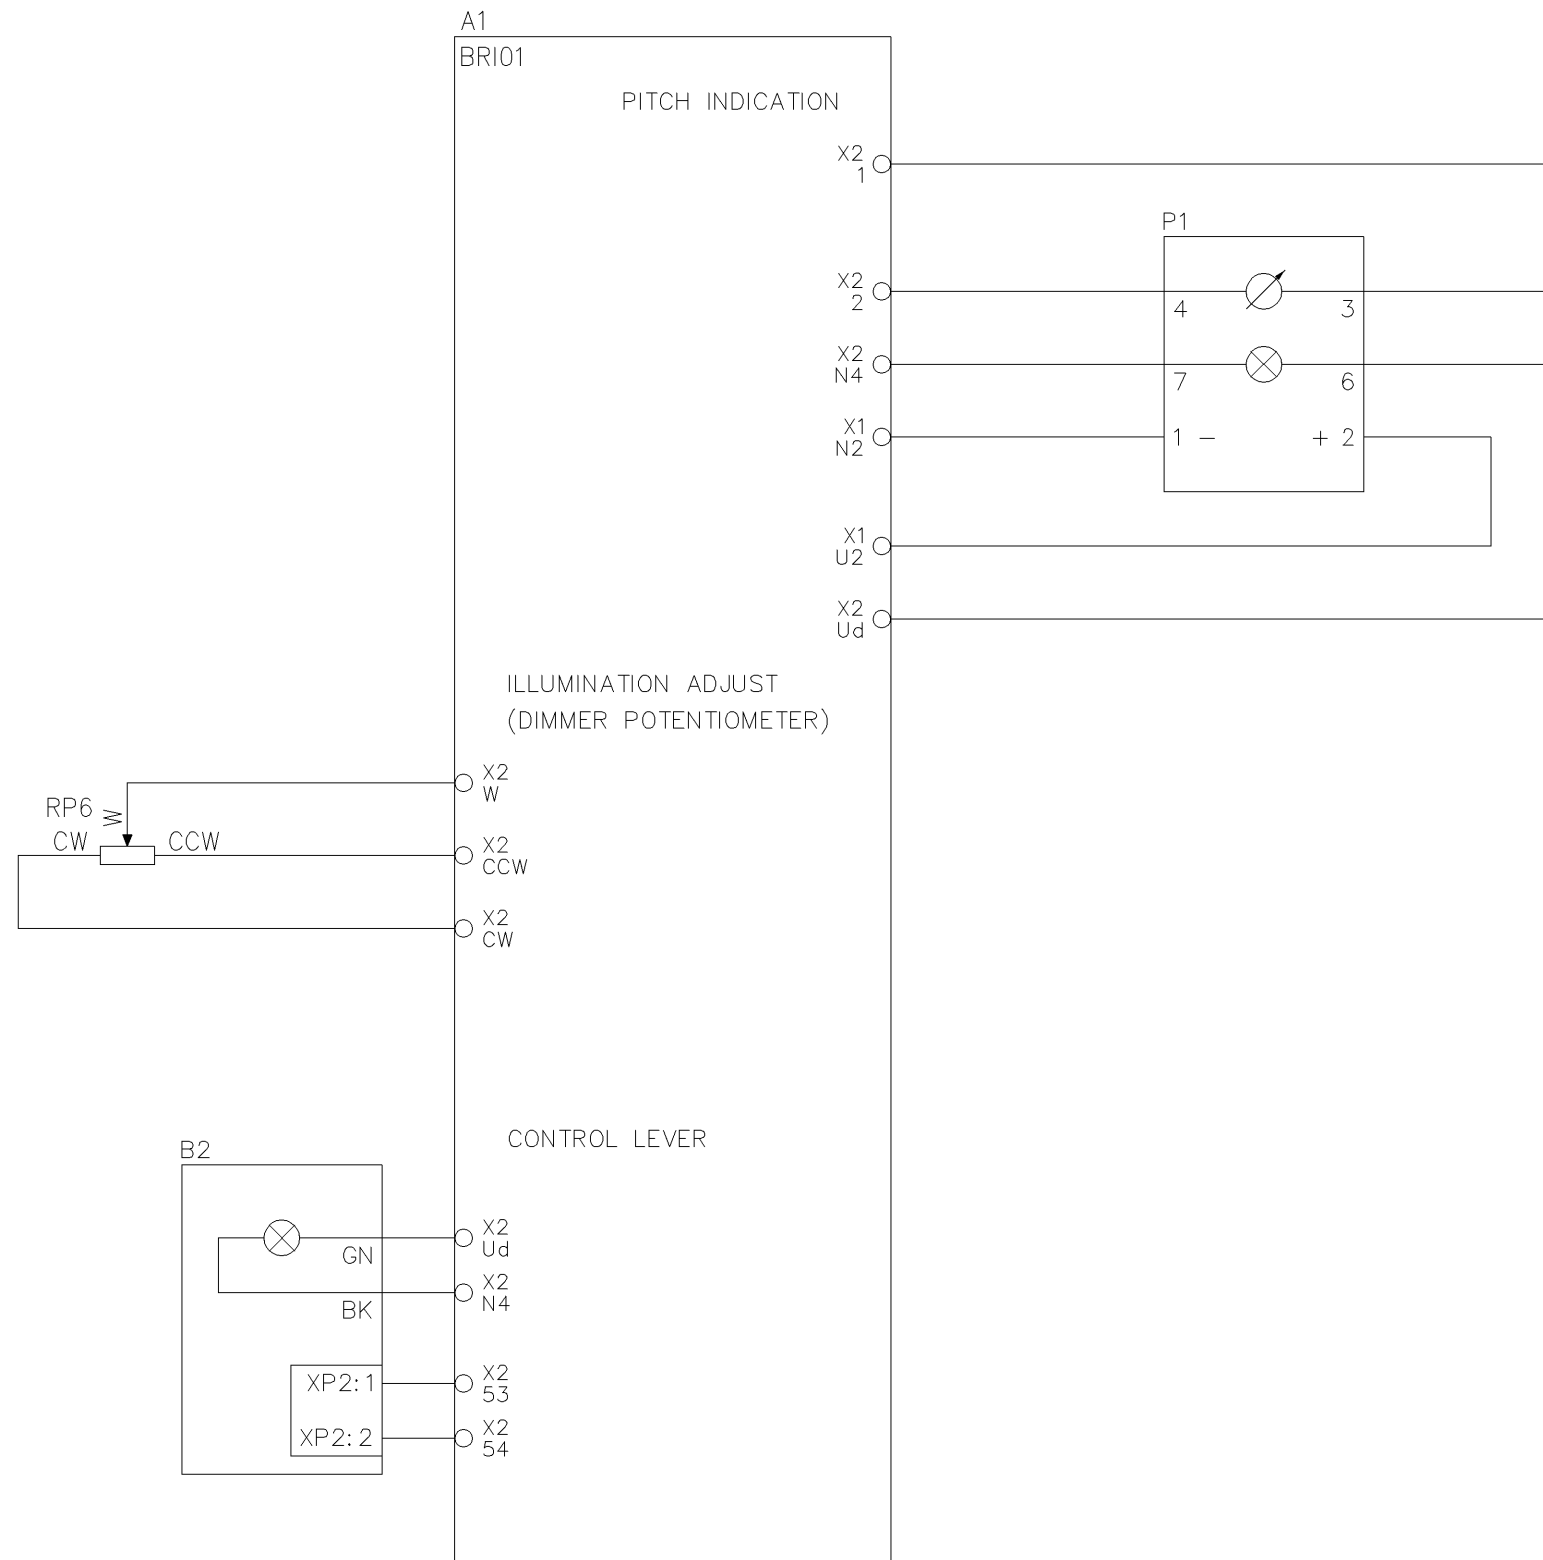 A1
BRI01
PITCH INDICATION
X2
1
P1
X2
2
4
3
X2
N4
7
6
X1
N2
1 −
+ 2
X1
U2
X2
Ud
ILLUMINATION ADJUST
(DIMMER POTENTIOMETER)
X2
W
RP6
W
CW
CCW
X2
CCW
X2
CW
CONTROL LEVER
B2
X2
Ud
GN
X2
N4
BK
XP2:1
X2
53
XP2:2
X2
54